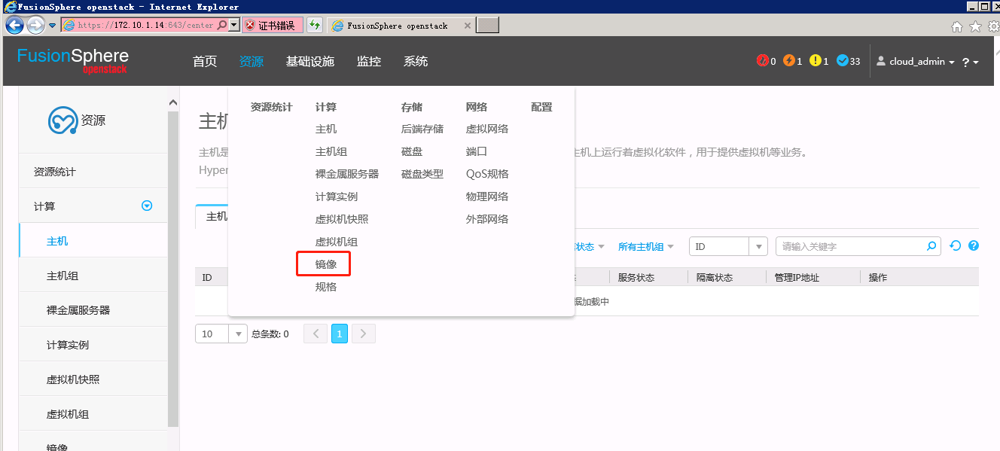 FusionSphere openstack - Internet Explorer
https://172.10.1.14:643/center
证书错误
FusionSphere openstack
FusionSphere
openstack
首页 资源 基础设施 监控 系统
0 1 1 33 cloud_admin ?
资源
资源统计
计算
主机
主机组
裸金属服务器
计算实例
虚拟机快照
虚拟机组
镜像
资源统计 计算 存储 网络 配置
主机 后端存储 虚拟网络
主机组 磁盘 端口
裸金属服务器 磁盘类型 QoS规格
计算实例 物理网络
虚拟机快照 外部网络
虚拟机组
镜像
规格
主机
主机是 主机上运行着虚拟化软件，用于提供虚拟机等业务。
Hyper
主机
状态 所有主机组 ID 请输入关键字
ID 服务状态 隔离状态 管理IP地址 操作
据加载中
10 总条数: 0 1